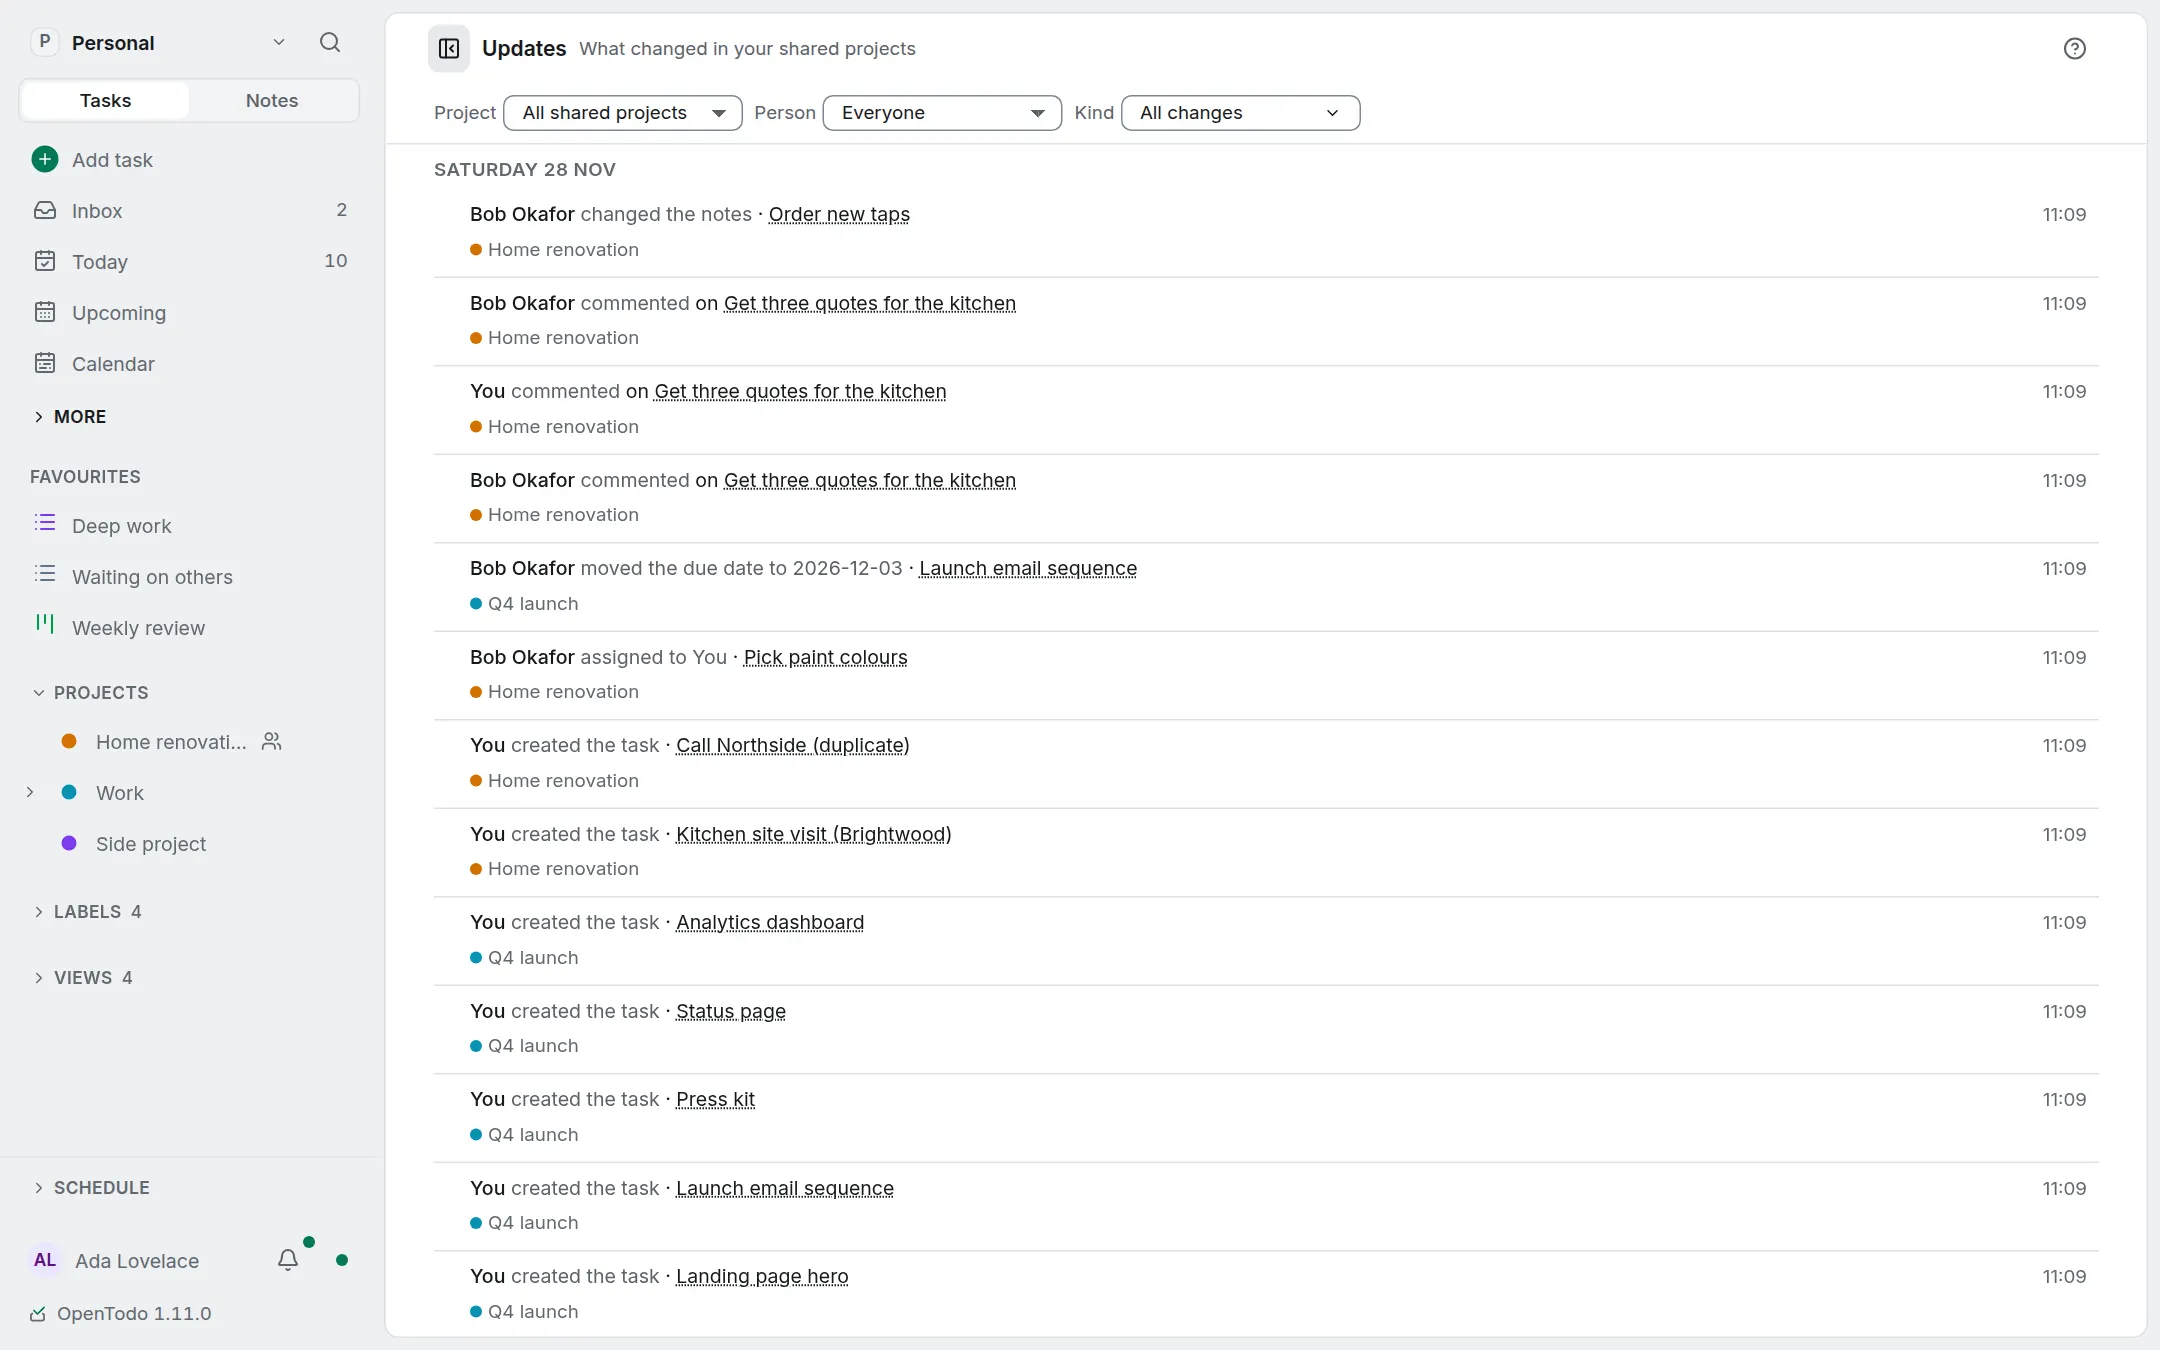 P Personal
Tasks Notes
Add task
Inbox 2
Today 10
Upcoming
Calendar
MORE
FAVOURITES
Deep work
Waiting on others
Weekly review
PROJECTS
Home renovati...
Work
Side project
LABELS 4
VIEWS 4
SCHEDULE
AL Ada Lovelace
OpenTodo 1.11.0
Updates What changed in your shared projects
Project All shared projects Person Everyone Kind All changes
SATURDAY 28 NOV
Bob Okafor changed the notes · Order new taps 11:09
Home renovation
Bob Okafor commented on Get three quotes for the kitchen 11:09
Home renovation
You commented on Get three quotes for the kitchen 11:09
Home renovation
Bob Okafor commented on Get three quotes for the kitchen 11:09
Home renovation
Bob Okafor moved the due date to 2026-12-03 · Launch email sequence 11:09
Q4 launch
Bob Okafor assigned to You · Pick paint colours 11:09
Home renovation
You created the task · Call Northside (duplicate) 11:09
Home renovation
You created the task · Kitchen site visit (Brightwood) 11:09
Home renovation
You created the task · Analytics dashboard 11:09
Q4 launch
You created the task · Status page 11:09
Q4 launch
You created the task · Press kit 11:09
Q4 launch
You created the task · Launch email sequence 11:09
Q4 launch
You created the task · Landing page hero 11:09
Q4 launch